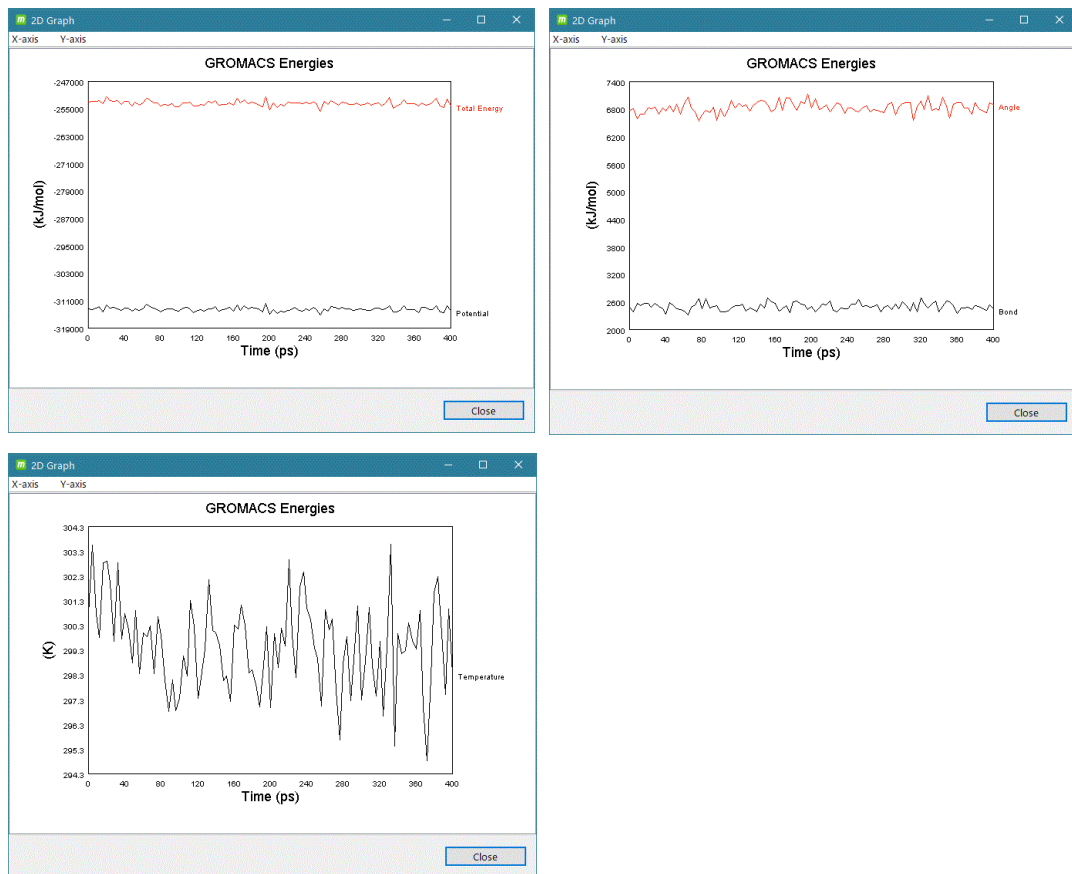 2D Graph
X-axis Y-axis
GROMACS Energies
-247000
-255000
-263000
-271000
-279000
-287000
-295000
-303000
-311000
-319000
(kJ/mol)
Total Energy
Potential
0 40 80 120 160 200 240 280 320 360 400
Time (ps)
Close
2D Graph
X-axis Y-axis
GROMACS Energies
7400
6800
6200
5600
5000
4400
3800
3200
2600
2000
(kJ/mol)
Angle
Bond
0 40 80 120 160 200 240 280 320 360 400
Time (ps)
Close
2D Graph
X-axis Y-axis
GROMACS Energies
304.3
303.3
302.3
301.3
300.3
299.3
298.3
297.3
296.3
295.3
294.3
(K)
Temperature
0 40 80 120 160 200 240 280 320 360 400
Time (ps)
Close